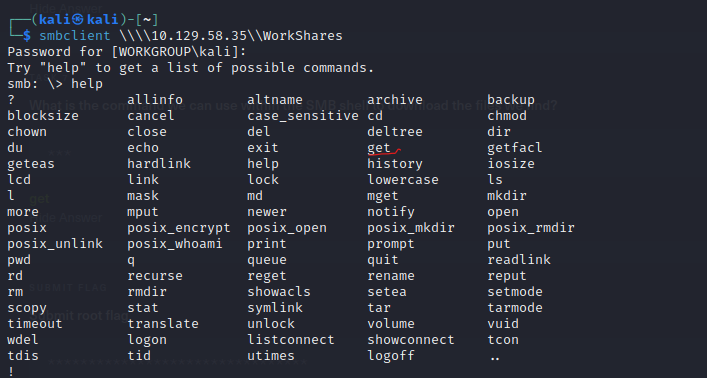 ┌──(kali㉿kali)-[~]
└─$ smbclient \\\\10.129.58.35\\WorkShares
Password for [WORKGROUP\kali]:
Try "help" to get a list of possible commands.
smb: \> help
? allinfo altname archive backup
blocksize cancel case_sensitive cd chmod
chown close del deltree dir
du echo exit get getfacl
geteas hardlink help history iosize
lcd link lock lowercase ls
l mask md mget mkdir
more mput newer notify open
posix posix_encrypt posix_open posix_mkdir posix_rmdir
posix_unlink posix_whoami print prompt put
pwd q queue quit readlink
rd recurse reget rename reput
rm rmdir showacls setea setmode
scopy stat symlink tar tarmode
timeout translate unlock volume vuid
wdel logon listconnect showconnect tcon
tdis tid utimes logoff ..
!